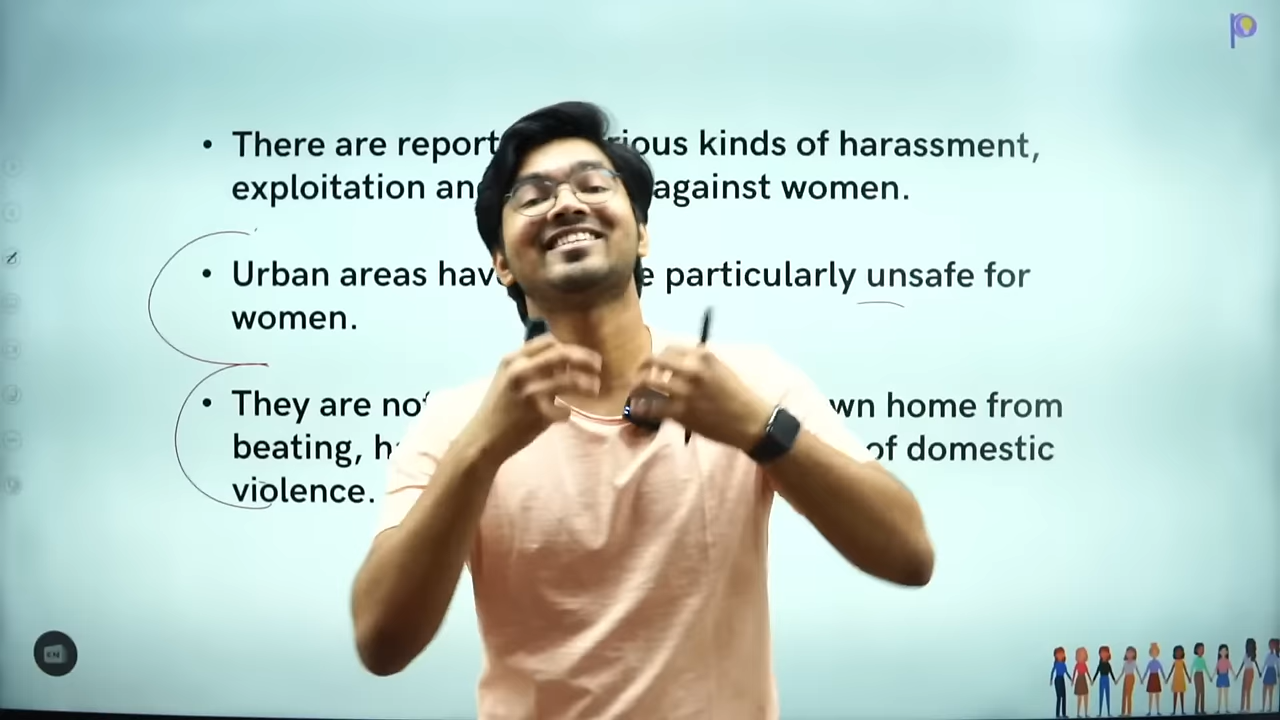 • There are report rious kinds of harassment,
exploitation an against women.
• Urban areas hav e particularly unsafe for
women.
• They are not wn home from
beating, h of domestic
violence.